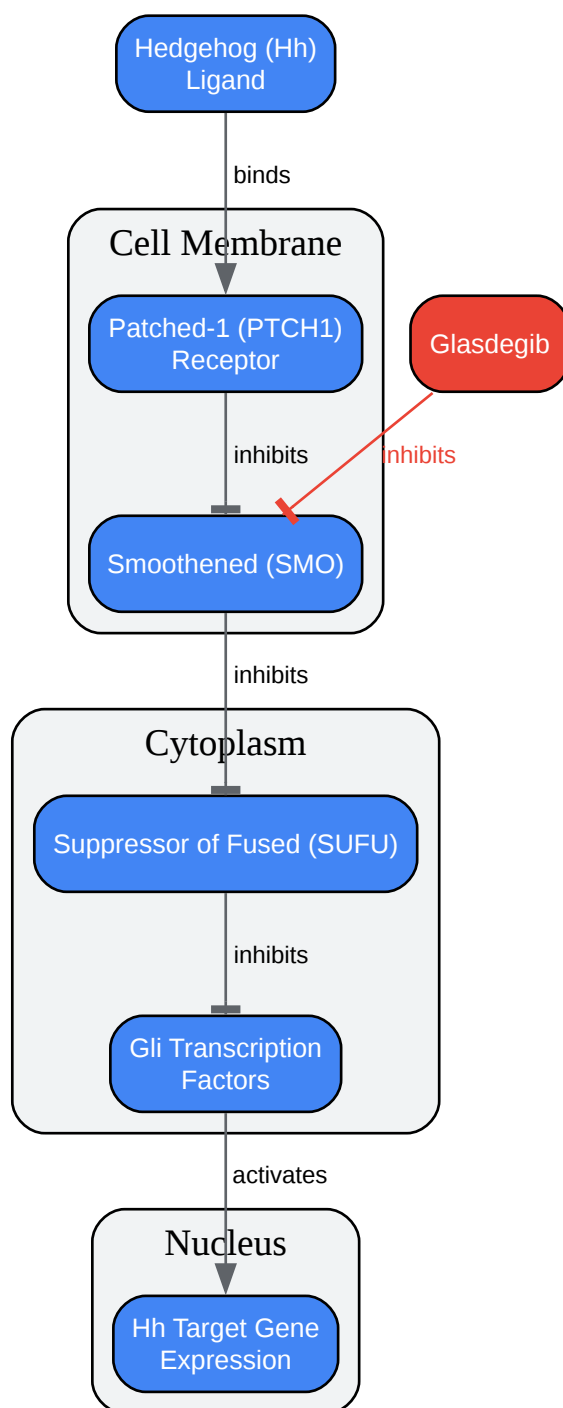 Hedgehog (Hh)
Ligand
binds
Cell Membrane
Patched-1 (PTCH1)
Receptor
Glasdegib
inhibits
inhibits
Smoothened (SMO)
inhibits
Cytoplasm
Suppressor of Fused (SUFU)
inhibits
Gli Transcription
Factors
activates
Nucleus
Hh Target Gene
Expression